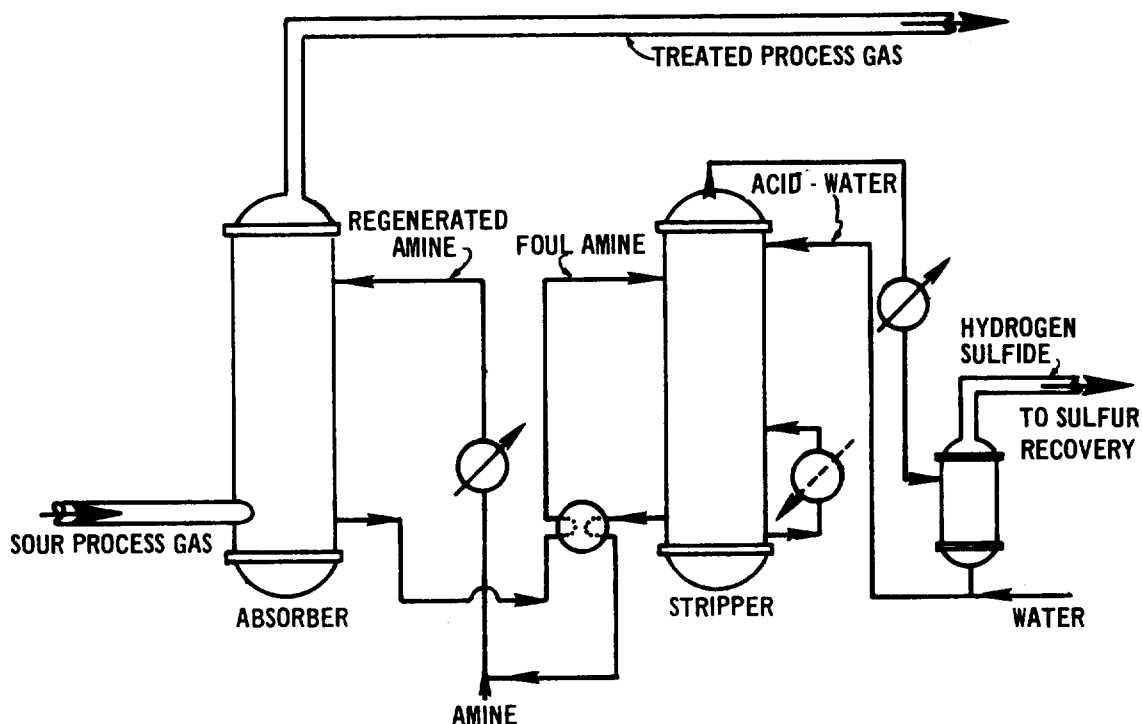 TREATED PROCESS GAS
ACID - WATER
REGENERATED
AMINE
FOUL AMINE
HYDROGEN
SULFIDE
TO SULFUR
RECOVERY
SOUR PROCESS GAS
ABSORBER
STRIPPER
WATER
AMINE